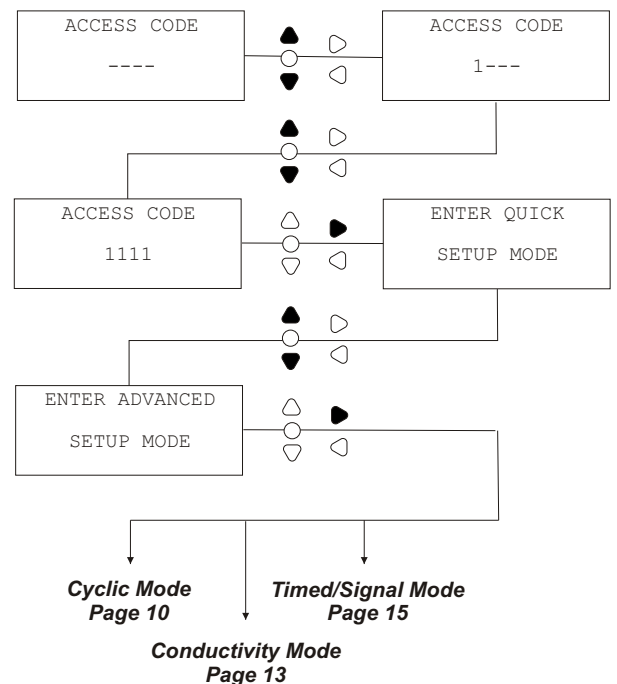 ACCESS CODE
----
ACCESS CODE
1---
ACCESS CODE
1111
ENTER QUICK
SETUP MODE
ENTER ADVANCED
SETUP MODE
Cyclic Mode
Page 10
Timed/Signal Mode
Page 15
Conductivity Mode
Page 13